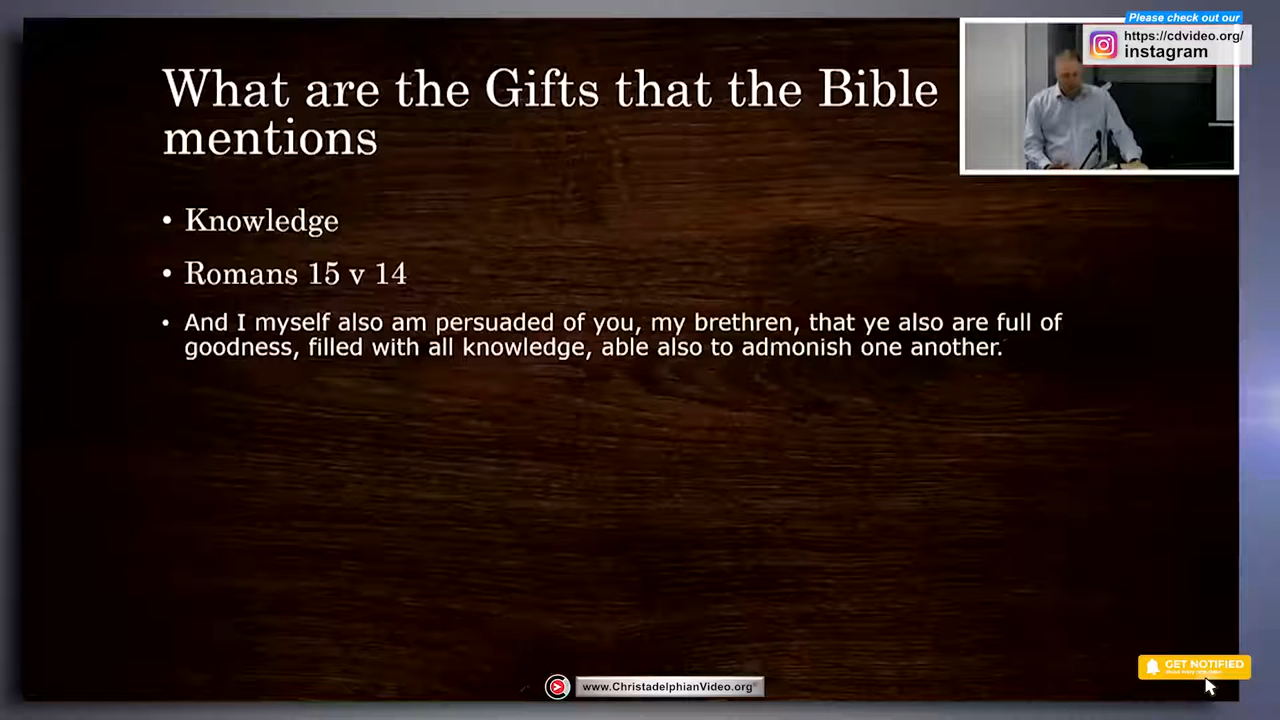 Please check out our
https://cdvideo.org/
instagram
What are the Gifts that the Bible
mentions
• Knowledge
• Romans 15 v 14
• And I myself also am persuaded of you, my brethren, that ye also are full of
goodness, filled with all knowledge, able also to admonish one another.
GET NOTIFIED
www.ChristadelphianVideo.org